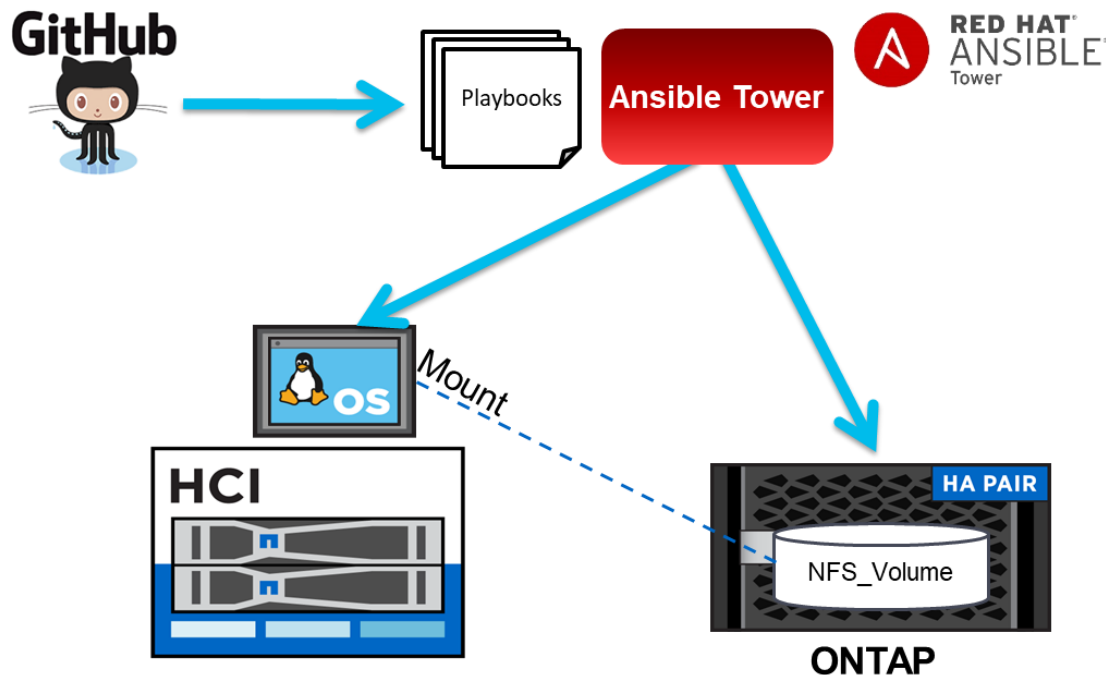 GitHub
Playbooks
Ansible Tower
RED HAT®
ANSIBLE®
Tower
Mount
OS
HCI
HA PAIR
NFS_Volume
ONTAP